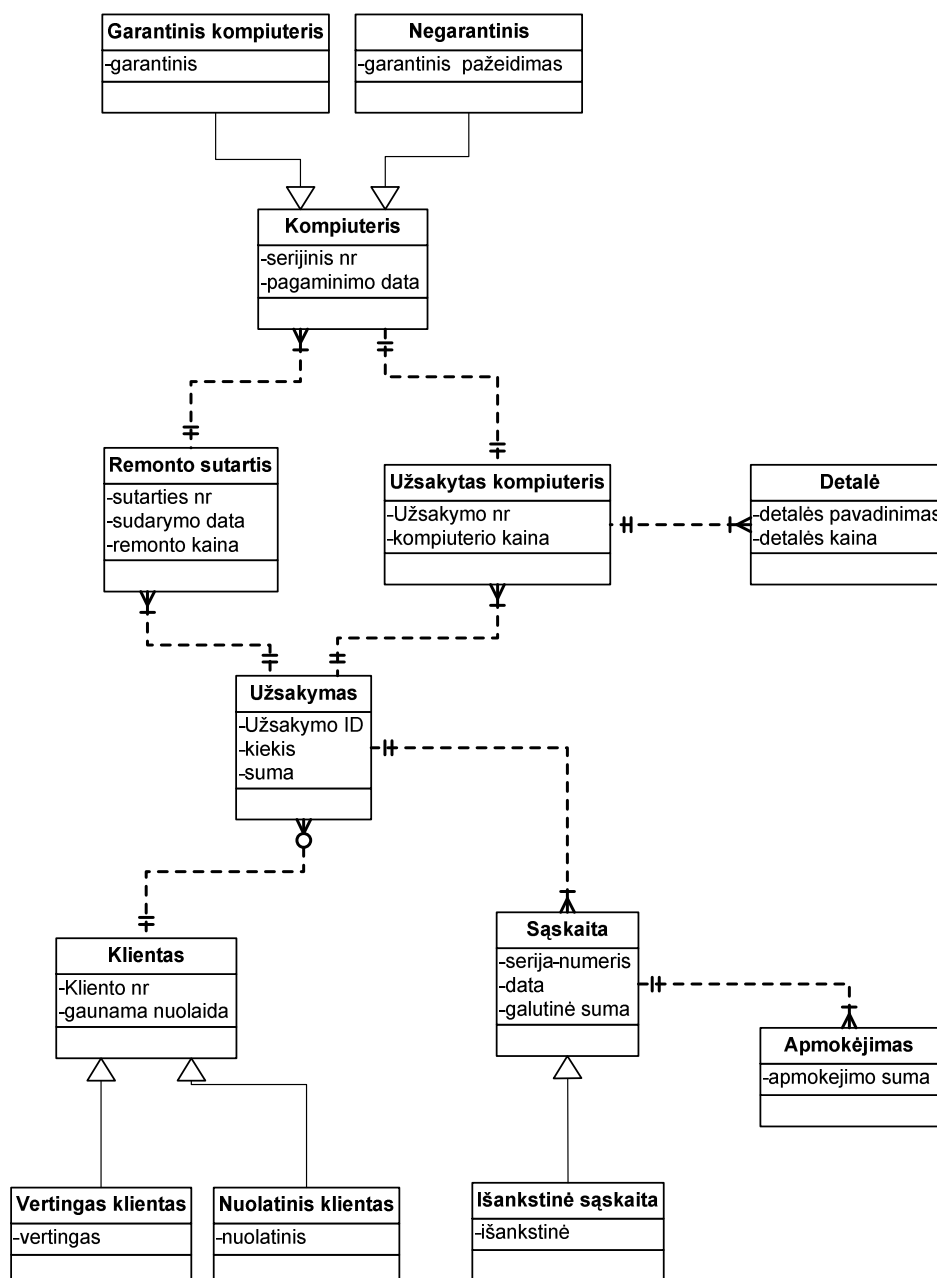 Garantinis kompiuteris
-garantinis
Negarantinis
-garantinis pažeidimas
Kompiuteris
-serijinis nr
-pagaminimo data
Remonto sutartis
-sutarties nr
-sudarymo data
-remonto kaina
Užsakytas kompiuteris
-Užsakymo nr
-kompiuterio kaina
Detalė
-detalės pavadinimas
-detalės kaina
Užsakymas
-Užsakymo ID
-kiekis
-suma
Klientas
-Kliento nr
-gaunama nuolaida
Sąskaita
-serija-numeris
-data
-galutinė suma
Apmokėjimas
-apmokejimo suma
Vertingas klientas
-vertingas
Nuolatinis klientas
-nuolatinis
Išankstinė sąskaita
-išankstinė